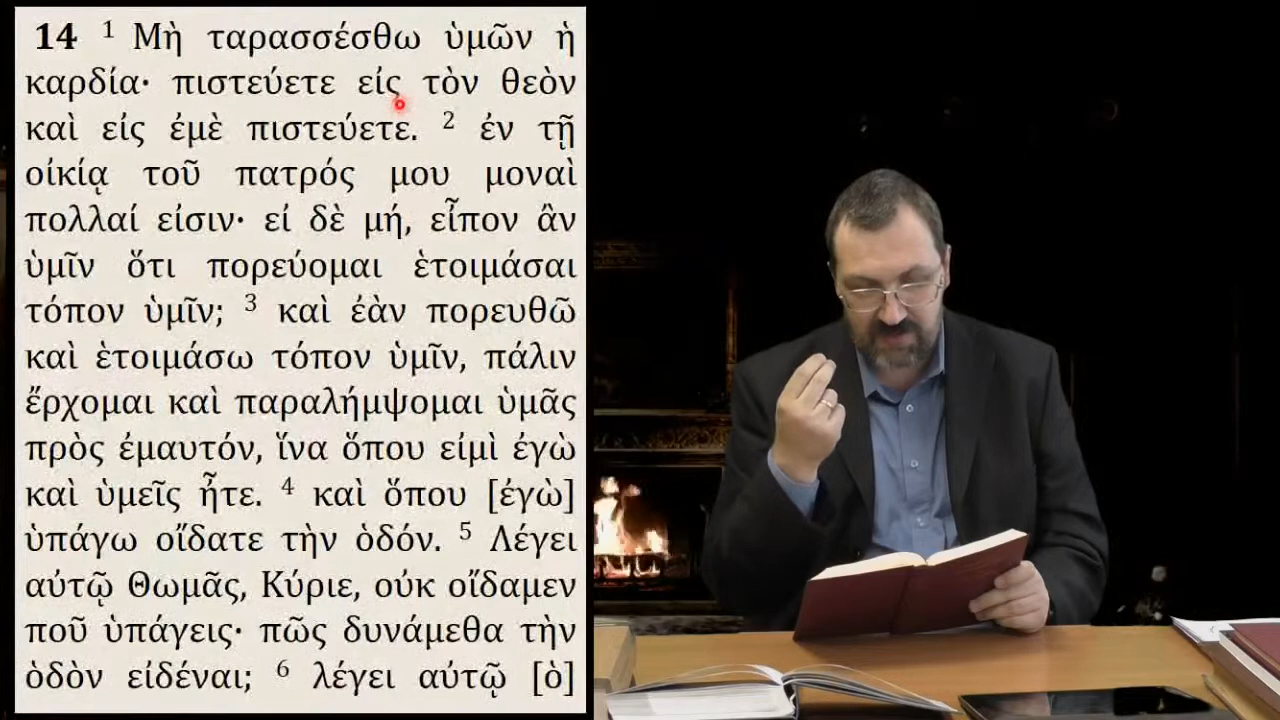 14 1 Μὴ ταρασσέσθω ὑμῶν ἡ
καρδία· πιστεύετε εἰς τὸν θεὸν
καὶ εἰς ἐμὲ πιστεύετε. 2 ἐν τῇ
οἰκίᾳ τοῦ πατρός μου μοναὶ
πολλαί εἰσιν· εἰ δὲ μή, εἶπον ἂν
ὑμῖν ὅτι πορεύομαι ἑτοιμάσαι
τόπον ὑμῖν; 3 καὶ ἐὰν πορευθῶ
καὶ ἑτοιμάσω τόπον ὑμῖν, πάλιν
ἔρχομαι καὶ παραλήμψομαι ὑμᾶς
πρὸς ἐμαυτόν, ἵνα ὅπου εἰμὶ ἐγὼ
καὶ ὑμεῖς ἦτε. 4 καὶ ὅπου [ἐγὼ]
ὑπάγω οἴδατε τὴν ὁδόν. 5 Λέγει
αὐτῷ Θωμᾶς, Κύριε, οὐκ οἴδαμεν
ποῦ ὑπάγεις· πῶς δυνάμεθα τὴν
ὁδὸν εἰδέναι; 6 λέγει αὐτῷ [ὁ]